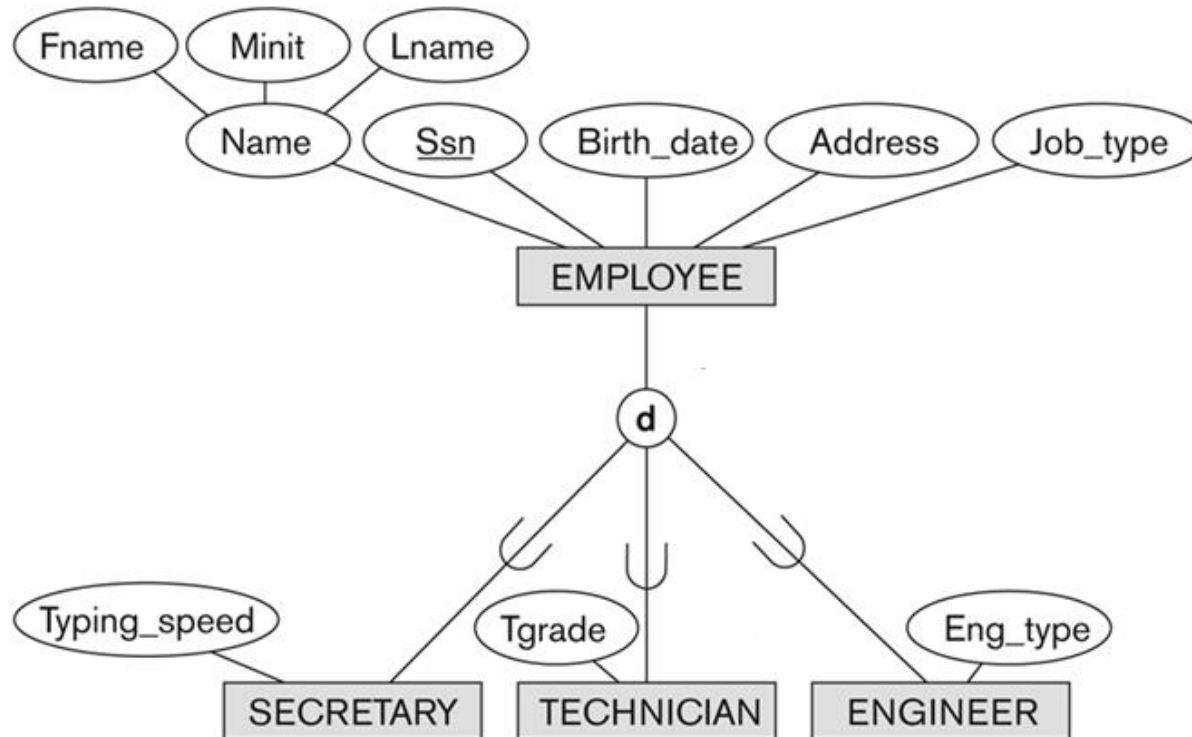 Fname Minit Lname
Name Ssn Birth_date Address Job_type
EMPLOYEE
d
Typing_speed Tgrade Eng_type
SECRETARY TECHNICIAN ENGINEER